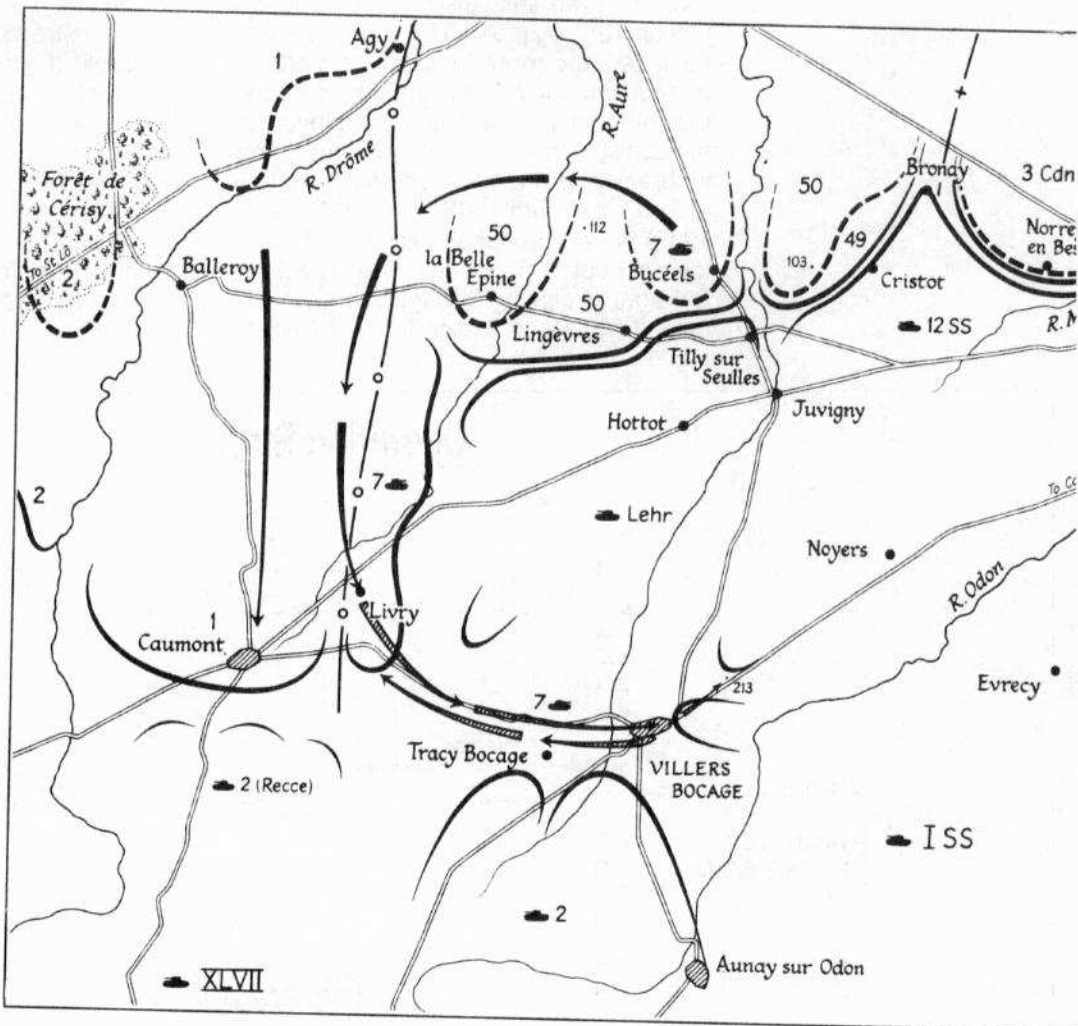 Agy
1
R. Aure
R. Drôme
Bronay
Forêt de
Cérisy
To St Lô
2
50
50
3 Cdn
112
7
49
Norre
en Bes
la Belle
Epine
Bucéels
103
Balleroy
Cristot
50
Lingèvres
12 SS
R. M
Tilly sur
Seulles
Hottot
Juvigny
2
7
Lehr
To Ca
Noyers
R. Odon
Livry
1
Caumont
213
Evrecy
7
Tracy Bocage
VILLERS
BOCAGE
2 (Recce)
I SS
2
Aunay sur Odon
XLVII